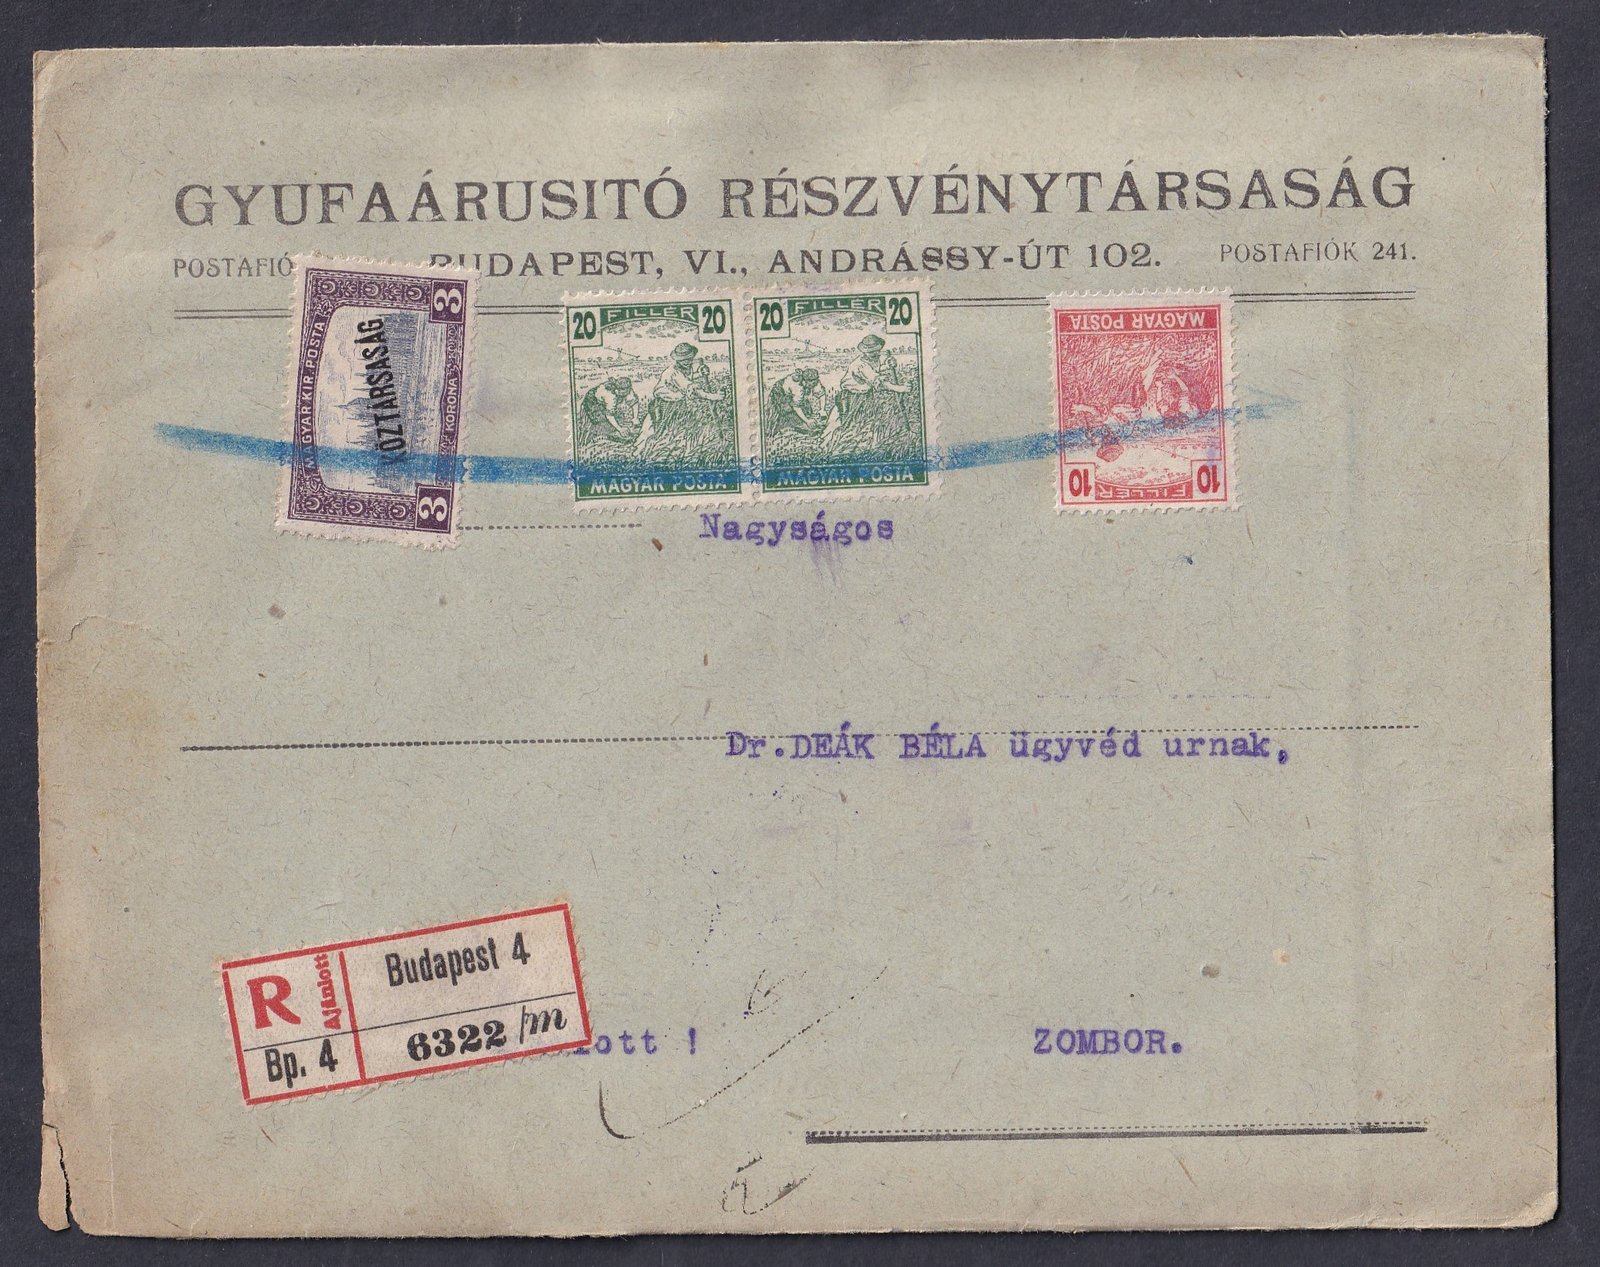 GYUFAÁRUSITÓ RÉSZVÉNYTÁRSASÁG
BUDAPEST, VI., ANDRÁSSY-ÚT 102.
POSTAFIÓK 241.
3
MAGYAR KIR. POSTA
KÖZTÁRSASÁG
KORONA
3
20 FILLÉR 20
MAGYAR POSTA
20 FILLÉR 20
MAGYAR POSTA
MAGYAR POSTA
10 FILLÉR 10
Nagyságos
Dr.DEÁK BÉLA ügyvéd urnak,
R Ajánlott
Budapest 4
Bp. 4
6322/m
!
ZOMBOR.